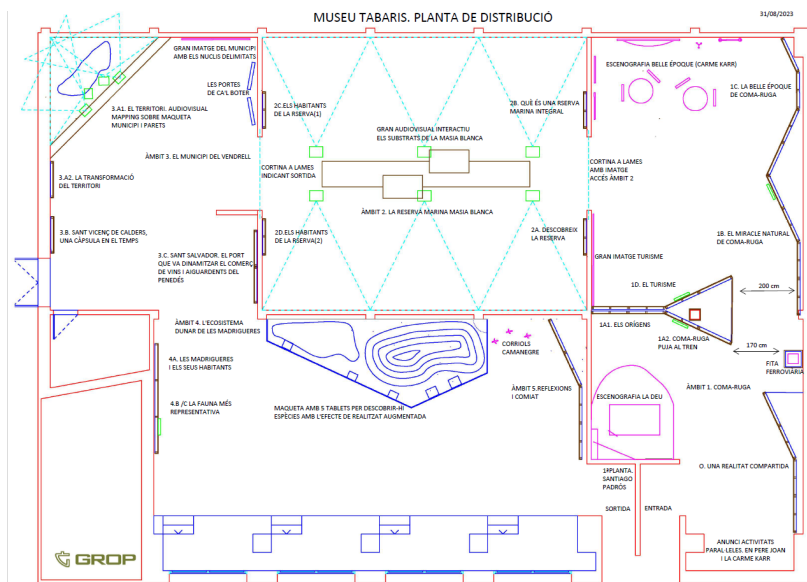 MUSEU TABARIS. PLANTA DE DISTRIBUCIÓ
31/08/2023
GRAN IMATGE DEL MUNICIPI
AMB ELS NUCLIS DELIMITATS
LES PORTES
DE CA'L BOTER
3.A1. EL TERRITORI. AUDIOVISUAL
MAPPING SOBRE MAQUETA
MUNICIPI I PARETS
ÀMBIT 3. EL MUNICIPI DEL VENDRELL
3.A2. LA TRANSFORMACIÓ
DEL TERRITORI
3.B. SANT VICENÇ DE CALDERS,
UNA CÀPSULA EN EL TEMPS
3.C. SANT SALVADOR. EL PORT
QUE VA DINAMITZAR EL COMERÇ
DE VINS I AIGUARDENTS DEL
PENEDÉS
2C.ELS HABITANTS
DE LA RSERVA(1)
GRAN AUDIOVISUAL INTERACTIU
ELS SUBSTRATS DE LA MASIA BLANCA
2B. QUÈ ÉS UNA RSERVA
MARINA INTEGRAL
CORTINA A LAMES
INDICANT SORTIDA
CORTINA A LAMES
AMB IMATGE
ACCÉS ÀMBIT 2
ÀMBIT 2. LA RESERVÀ MARINA MASIA BLANCA
2D.ELS HABITANTS
DE LA RESERVA(2)
2A. DESCOBREIX
LA RESERVA
ESCENOGRAFIA BELLE ÉPOQUE (CARME KARR)
1C. LA BELLE ÉPOQUE
DE COMA-RUGA
1B. EL MIRACLE NATURAL
DE COMA-RUGA
GRAN IMATGE TURISME
1D. EL TURISME
200 cm
1A1. ELS ORÍGENS
1A2. COMA-RUGA
PUJA AL TREN
170 cm
FITA
FERROVIÀRIA
ÀMBIT 1. COMA-RUGA
ÀMBIT 4. L'ECOSISTEMA
DUNAR DE LES MADRIGUERES
4A. LES MADRIGUERES
I ELS SEUS HABITANTS
4.B /C LA FAUNA MÉS
REPRESENTATIVA
CORRIOLS
CAMANEGRE
ÀMBIT 5.REFLEXIONS
I COMIAT
MAQUETA AMB 5 TABLETS PER DESCOBRIR-HI
ESPÈCIES AMB L'EFECTE DE REALITZAT AUGMENTADA
ESCENOGRAFIA LA DEU
O. UNA REALITAT COMPARTIDA
1ªPLANTA.
SANTIAGO
PADRÓS
SORTIDA
ENTRADA
ANUNCI ACTIVITATS
PARAL·LELES. EN PERE JOAN
I LA CARME KARR
GROP